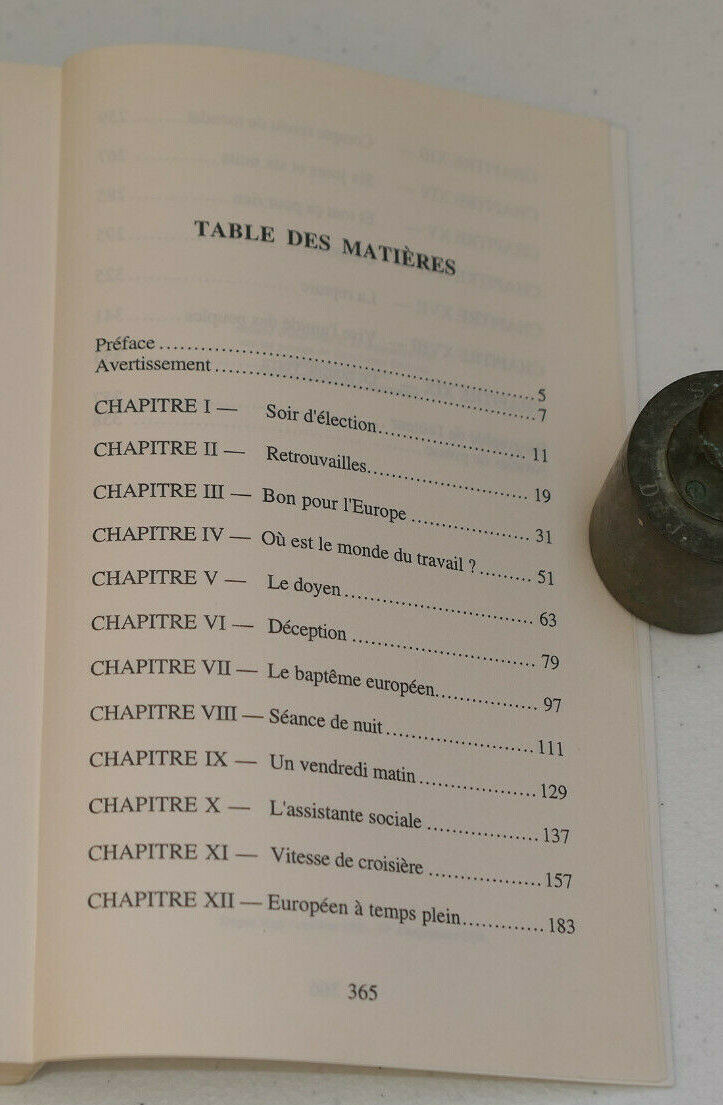 TABLE DES MATIÈRES
Préface.......................................................... 5
Avertissement.................................................. 7
CHAPITRE I — Soir d'élection.......................... 11
CHAPITRE II — Retrouvailles........................... 19
CHAPITRE III — Bon pour l'Europe ................... 31
CHAPITRE IV — Où est le monde du travail ?......... 51
CHAPITRE V — Le doyen............................... 63
CHAPITRE VI — Déception .............................. 79
CHAPITRE VII — Le baptême européen................. 97
CHAPITRE VIII — Séance de nuit........................ 111
CHAPITRE IX — Un vendredi matin................... 129
CHAPITRE X — L'assistante sociale .................. 137
CHAPITRE XI — Vitesse de croisière ................. 157
CHAPITRE XII — Européen à temps plein............ 183
365